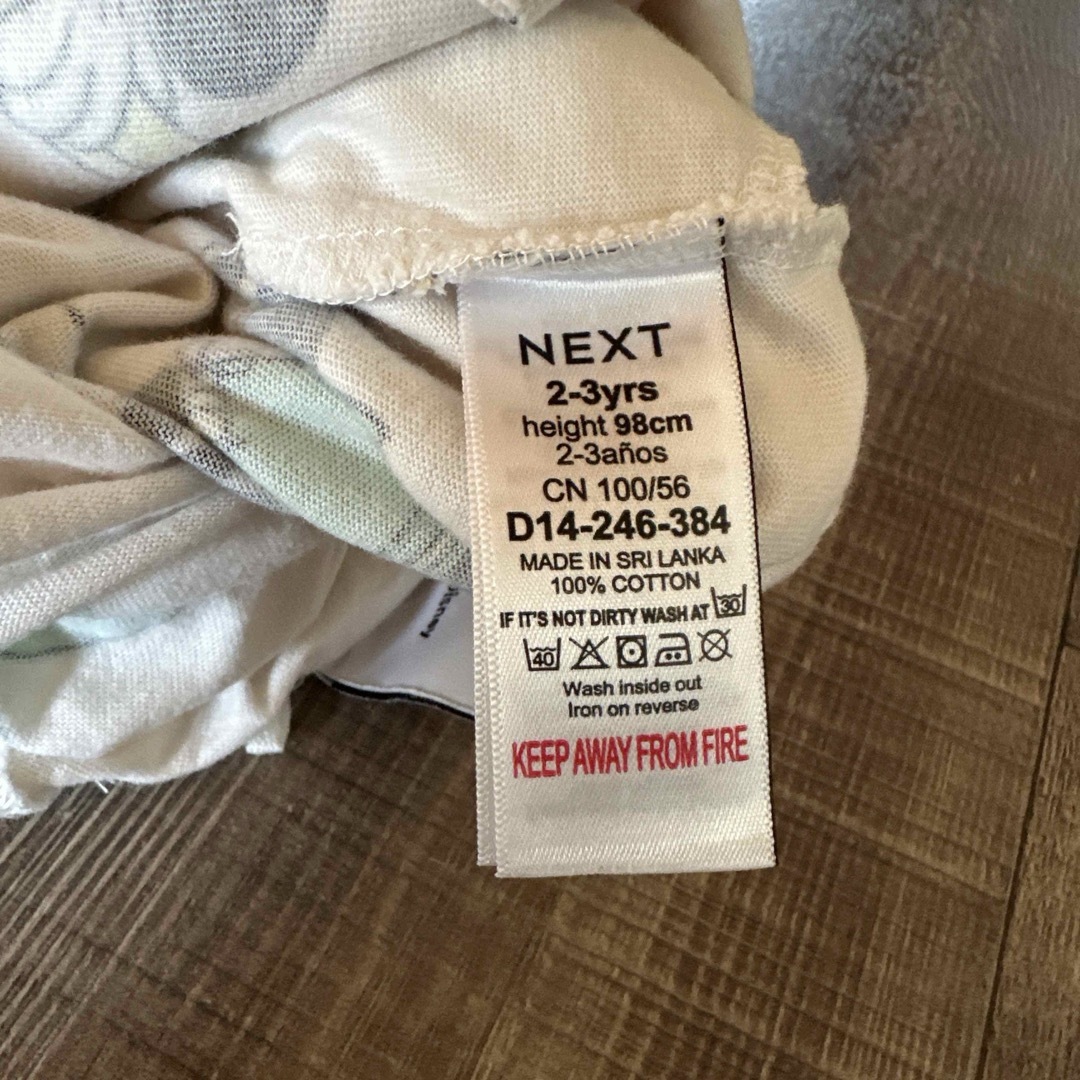 NEXT
2-3yrs
height 98cm
2-3años
CN 100/56
D14-246-384
MADE IN SRI LANKA
100% COTTON
IF IT'S NOT DIRTY WASH AT 30
40
Wash inside out
Iron on reverse
KEEP AWAY FROM FIRE